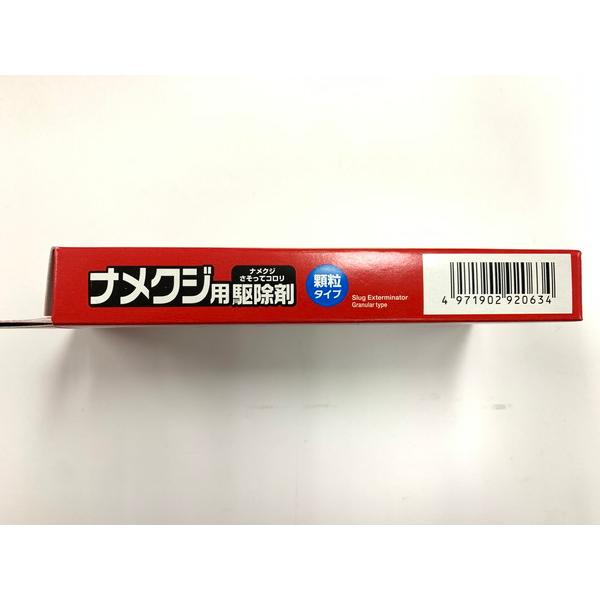 ナメクジ用駆除剤
ナメクジ
さそってコロリ
顆粒
タイプ
Slug Exterminator
Granular type
4 971902 920634